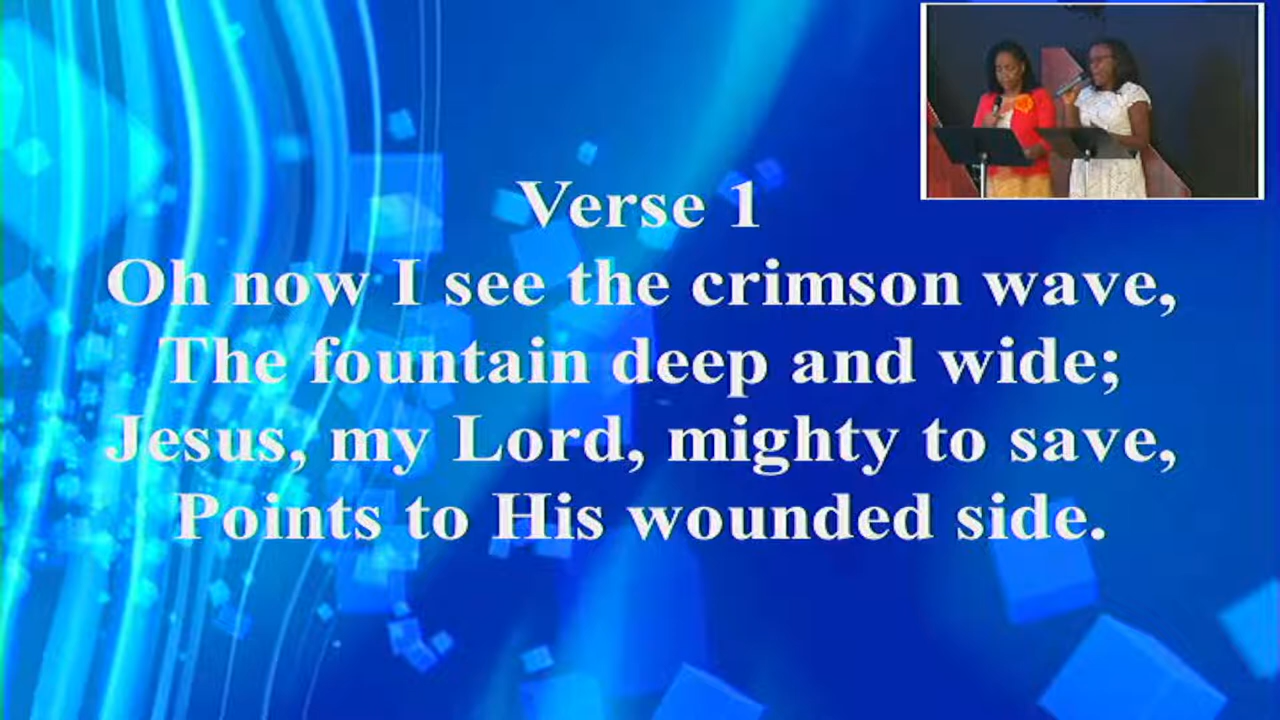 Verse 1
Oh now I see the crimson wave,
The fountain deep and wide;
Jesus, my Lord, mighty to save,
Points to His wounded side.